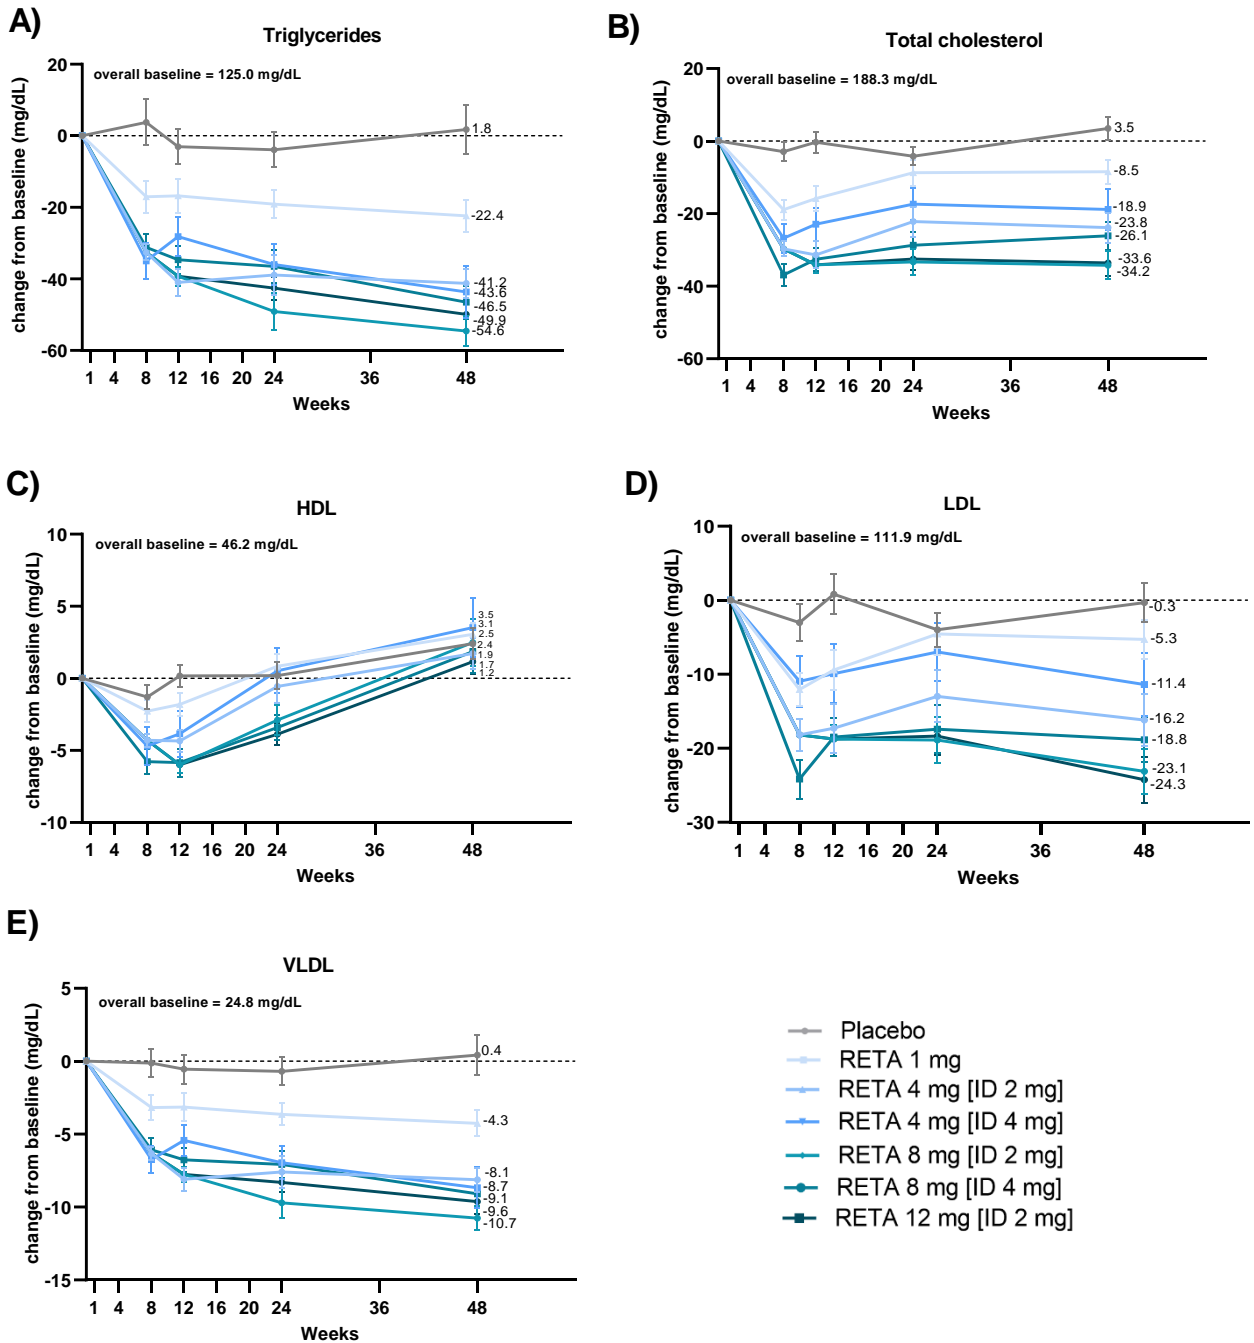 A)
Triglycerides
overall baseline = 125.0 mg/dL
change from baseline (mg/dL)
20
0
-20
-40
-60
1.8
-22.4
-41.2
-43.6
-46.5
-49.9
-54.6
1 4 8 12 16 20 24 36 48
Weeks
B)
Total cholesterol
overall baseline = 188.3 mg/dL
change from baseline (mg/dL)
20
0
-20
-40
-60
3.5
-8.5
-18.9
-23.8
-26.1
-33.6
-34.2
1 4 8 12 16 20 24 36 48
Weeks
C)
HDL
overall baseline = 46.2 mg/dL
change from baseline (mg/dL)
10
5
0
-5
-10
3.5
3.1
2.5
2.4
1.9
1.7
1.2
1 4 8 12 16 20 24 36 48
Weeks
D)
LDL
overall baseline = 111.9 mg/dL
change from baseline (mg/dL)
10
0
-10
-20
-30
-0.3
-5.3
-11.4
-16.2
-18.8
-23.1
-24.3
1 4 8 12 16 20 24 36 48
Weeks
E)
VLDL
overall baseline = 24.8 mg/dL
change from baseline (mg/dL)
5
0
-5
-10
-15
0.4
-4.3
-8.1
-8.7
-9.1
-9.6
-10.7
1 4 8 12 16 20 24 36 48
Weeks
Placebo
RETA 1 mg
RETA 4 mg [ID 2 mg]
RETA 4 mg [ID 4 mg]
RETA 8 mg [ID 2 mg]
RETA 8 mg [ID 4 mg]
RETA 12 mg [ID 2 mg]